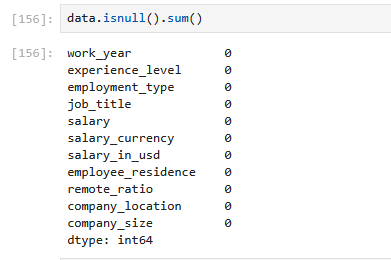 [156]: data.isnull().sum()
[156]: work_year 0
experience_level 0
employment_type 0
job_title 0
salary 0
salary_currency 0
salary_in_usd 0
employee_residence 0
remote_ratio 0
company_location 0
company_size 0
dtype: int64